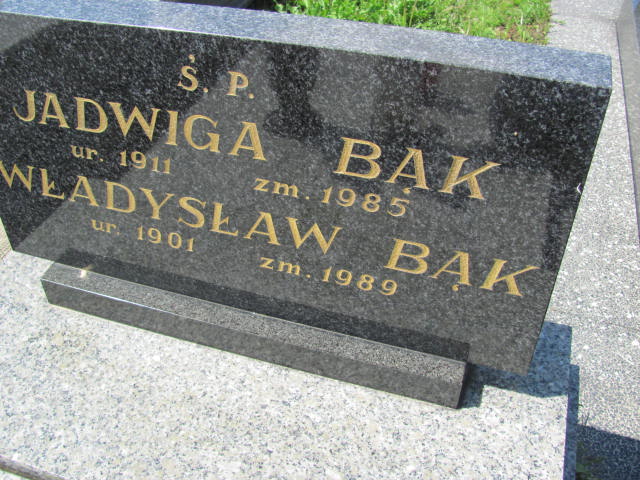 Ś. P.
JADWIGA BĄK
ur. 1911 zm. 1985
WŁADYSŁAW BĄK
ur. 1901 zm. 1989